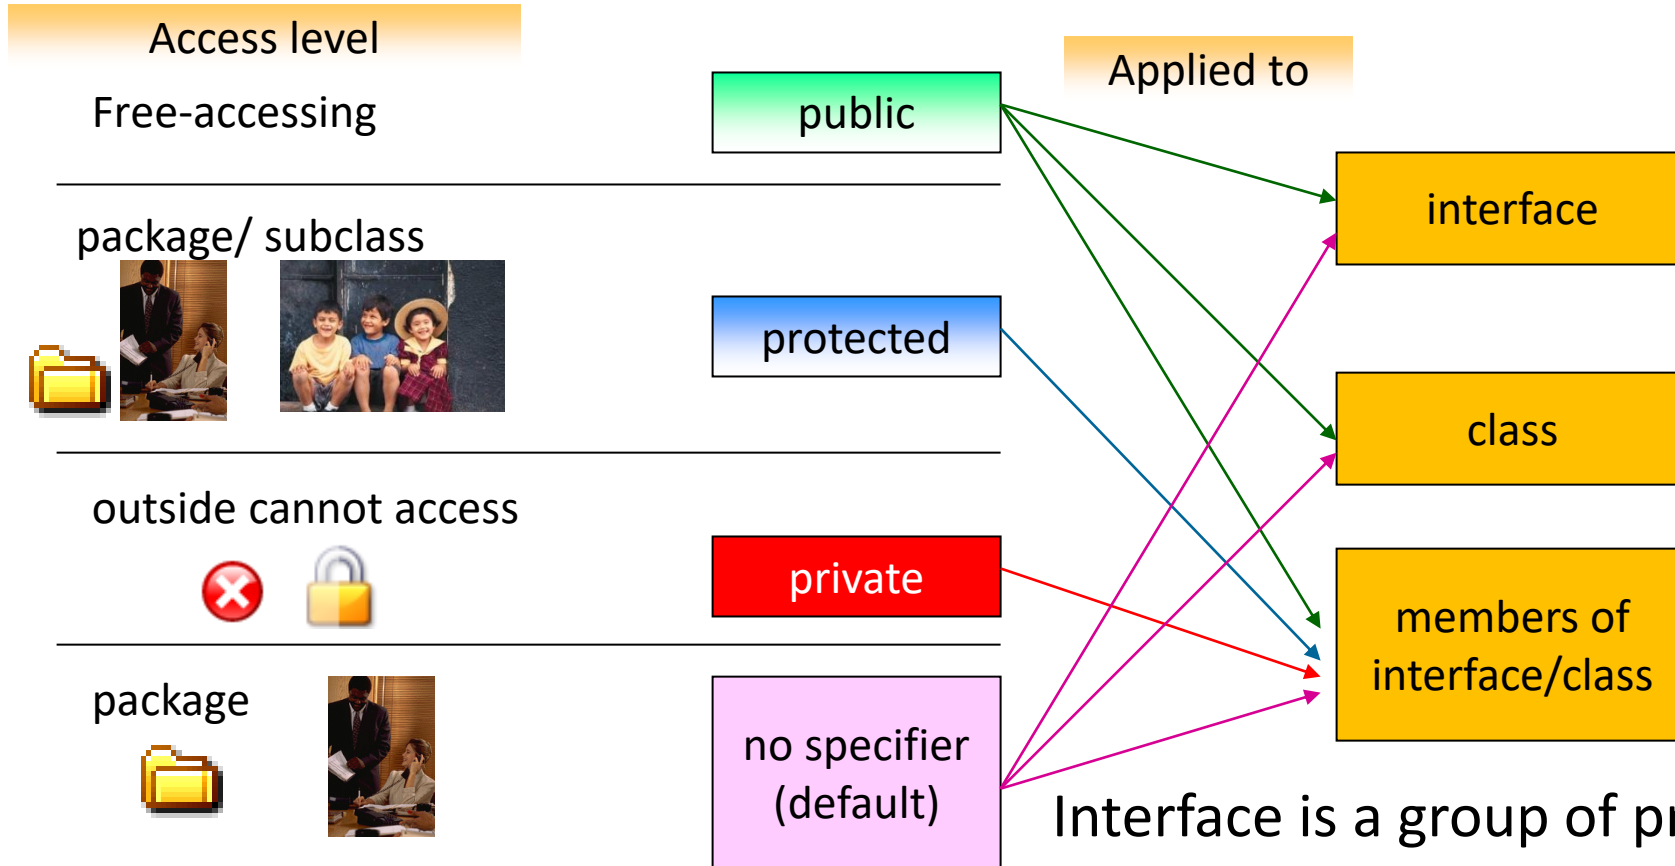 Access level
Applied to
Free-accessing
public
interface
package/ subclass
protected
class
outside cannot access
private
members of
interface/class
package
no specifier
(default)
Interface is a group of